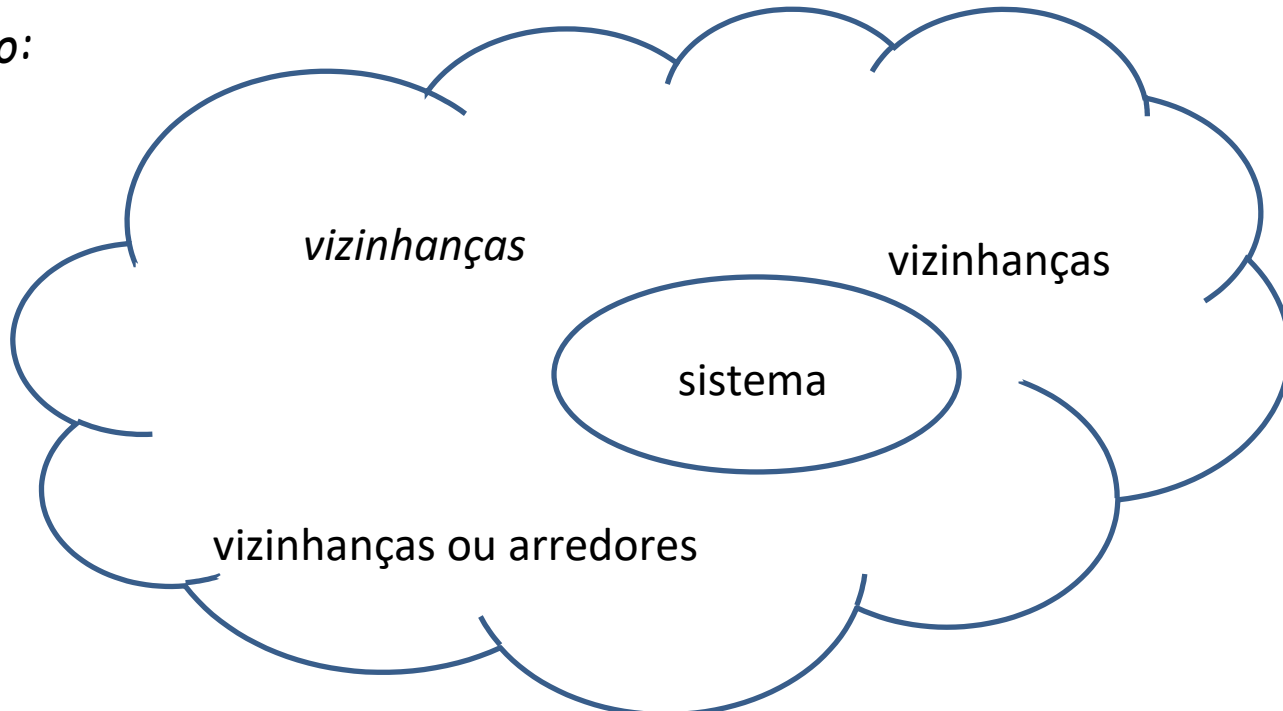 o:
vizinhanças
vizinhanças
sistema
vizinhanças ou arredores